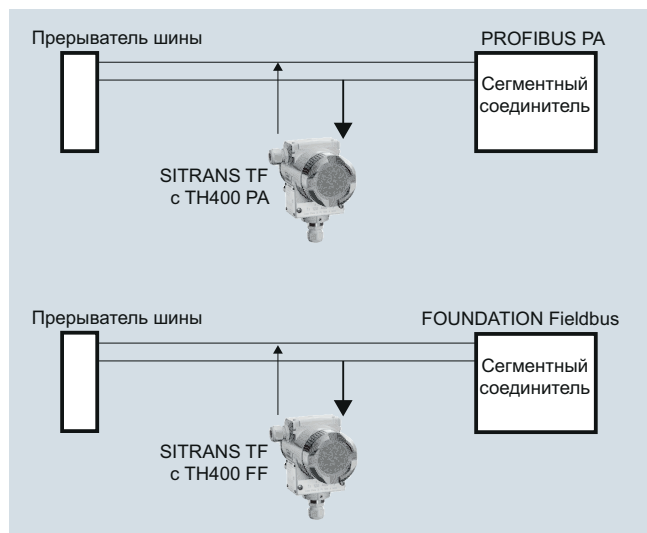 Прерыватель шины
PROFIBUS PA
Сегментный
соединитель
SITRANS TF
с TH400 PA
Прерыватель шины
FOUNDATION Fieldbus
Сегментный
соединитель
SITRANS TF
с TH400 FF